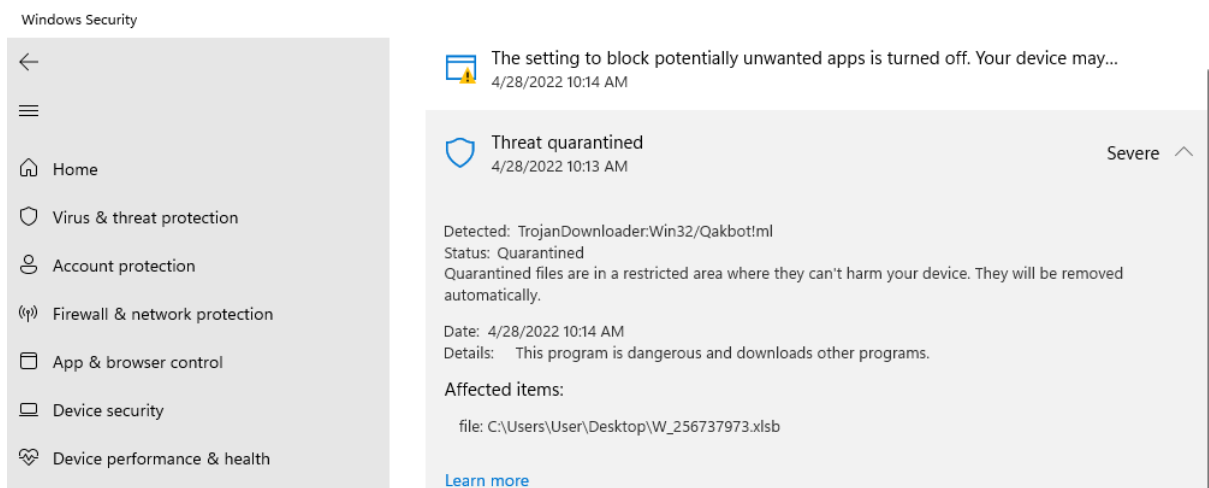 Windows Security
Home
Virus & threat protection
Account protection
Firewall & network protection
App & browser control
Device security
Device performance & health
The setting to block potentially unwanted apps is turned off. Your device may...
4/28/2022 10:14 AM
Threat quarantined
4/28/2022 10:13 AM
Severe
Detected: TrojanDownloader:Win32/Qakbot!ml
Status: Quarantined
Quarantined files are in a restricted area where they can't harm your device. They will be removed
automatically.
Date: 4/28/2022 10:14 AM
Details: This program is dangerous and downloads other programs.
Affected items:
file: C:\Users\User\Desktop\W_256737973.xlsb
Learn more